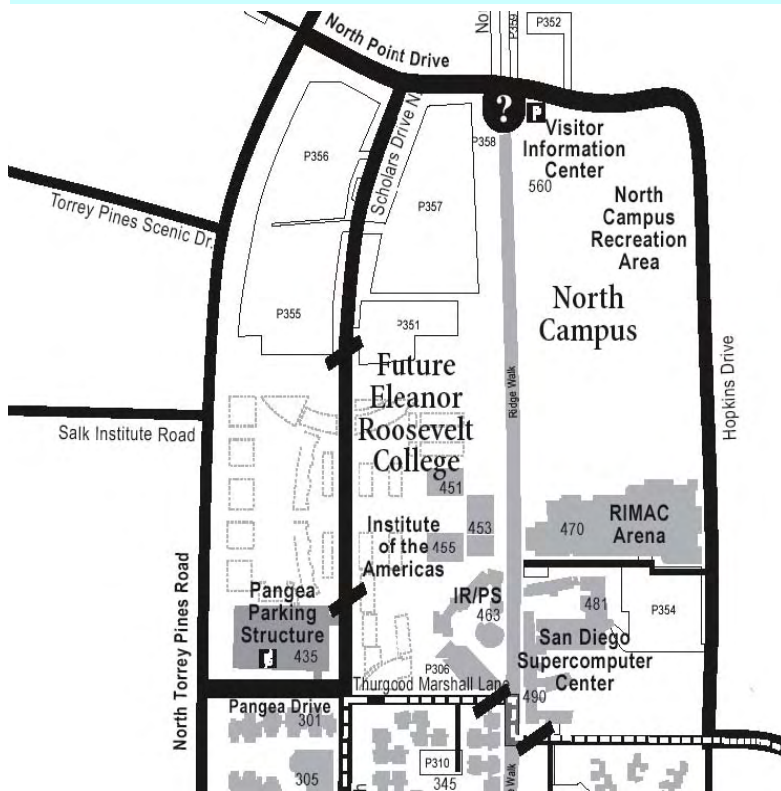 North Point Drive
P359
P352
?
P
Visitor
Information
Center
560
P358
P356
Scholars Drive N
P357
North
Campus
Recreation
Area
Torrey Pines Scenic Dr.
North
Campus
P355
P351
Future
Eleanor
Roosevelt
College
Ridge Walk
Hopkins Drive
Salk Institute Road
451
453
455
Institute
of the
Americas
470
RIMAC
Arena
North Torrey Pines Road
Pangea
Parking
Structure
435
IR/PS
463
481
P354
San Diego
Supercomputer
Center
490
P306
Thurgood Marshall Lane
Pangea Drive
301
305
P310
345
Walk